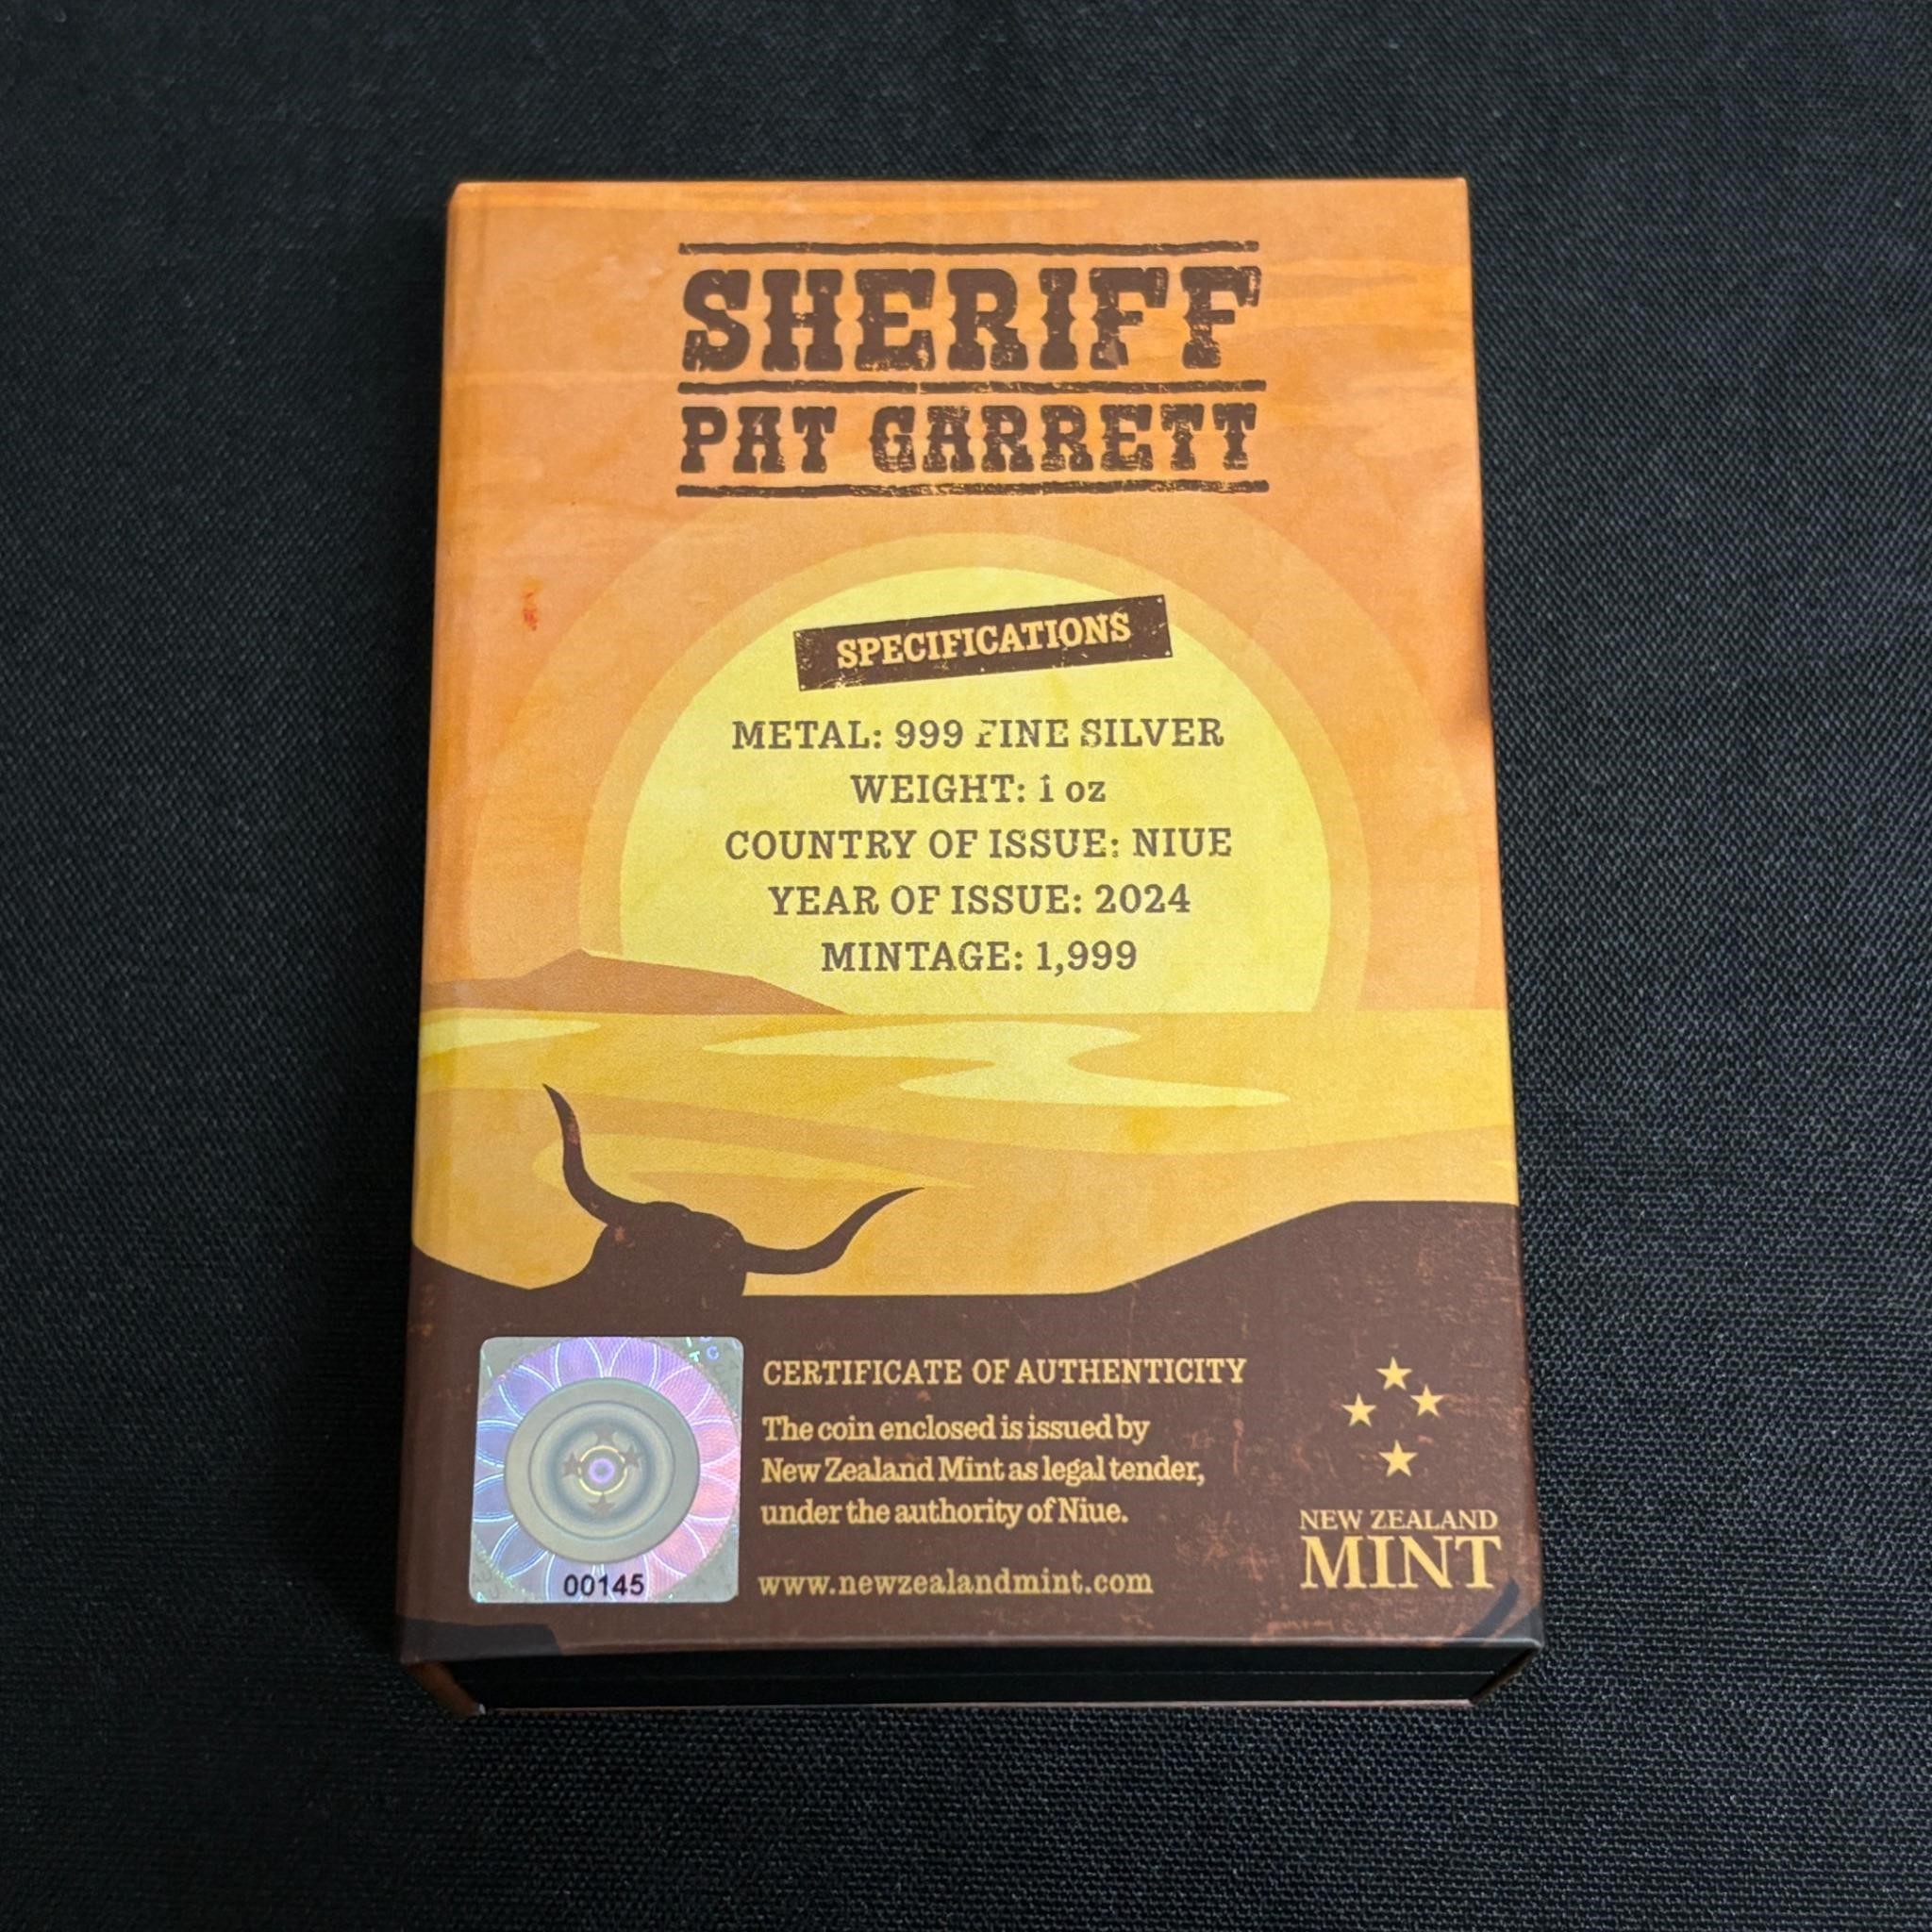 SHERIFF
PAT GARRETT
SPECIFICATIONS
METAL: 999 FINE SILVER
WEIGHT: 1 oz
COUNTRY OF ISSUE: NIUE
YEAR OF ISSUE: 2024
MINTAGE: 1,999
CERTIFICATE OF AUTHENTICITY
The coin enclosed is issued by
New Zealand Mint as legal tender,
under the authority of Niue.
www.newzealandmint.com
00145
NEW ZEALAND
MINT